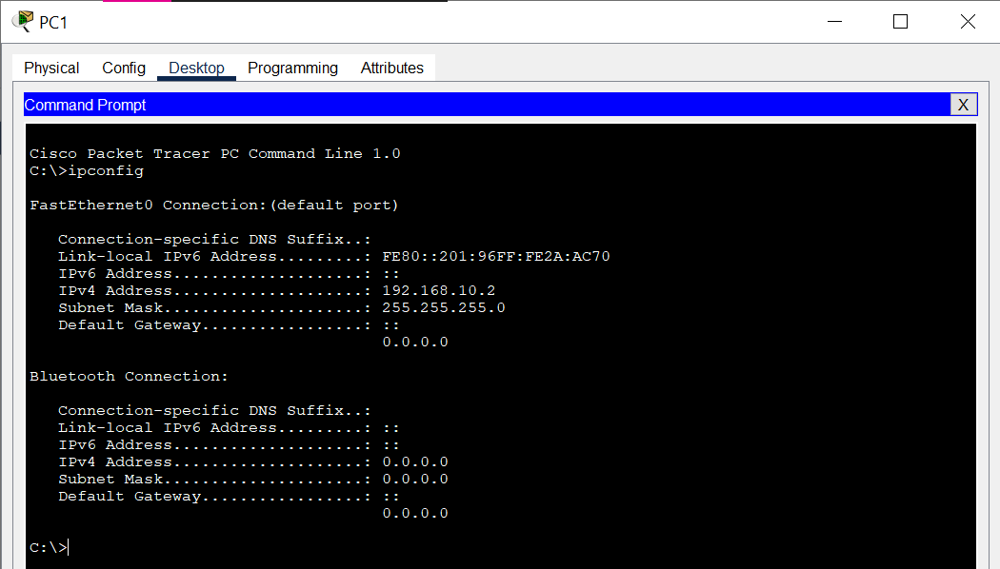 PC1
Physical Config Desktop Programming Attributes
Command Prompt X
Cisco Packet Tracer PC Command Line 1.0
C:\>ipconfig
FastEthernet0 Connection:(default port)
Connection-specific DNS Suffix..:
Link-local IPv6 Address.........: FE80::201:96FF:FE2A:AC70
IPv6 Address....................: ::
IPv4 Address....................: 192.168.10.2
Subnet Mask.....................: 255.255.255.0
Default Gateway.................: ::
0.0.0.0
Bluetooth Connection:
Connection-specific DNS Suffix..:
Link-local IPv6 Address.........: ::
IPv6 Address....................: ::
IPv4 Address....................: 0.0.0.0
Subnet Mask.....................: 0.0.0.0
Default Gateway.................: ::
0.0.0.0
C:\>